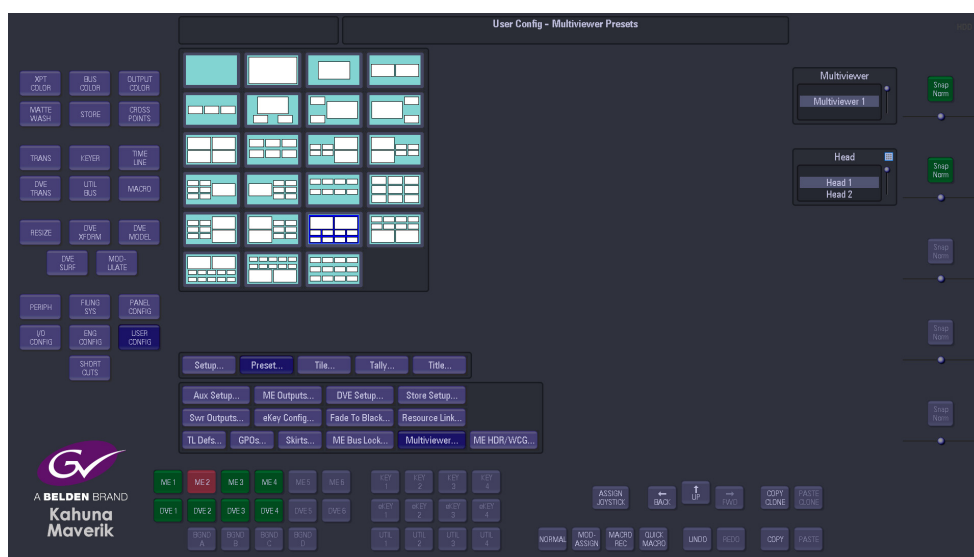 User Config - Multiviewer Presets
XPT COLOR
BUS COLOR
OUTPUT COLOR
MATTE WASH
STORE
CROSS POINTS
TRANS
KEYER
TIME LINE
DVE TRANS
UTIL BUS
MACRO
RESIZE
DVE XFORM
DVE MODEL
DVE SURF
MOD-ULATE
PERIPH
FILING SYS
PANEL CONFIG
I/O CONFIG
ENG CONFIG
USER CONFIG
SHORT CUTS
Multiviewer
Multiviewer 1
Snap Norm
Head
Head 1
Head 2
Snap Norm
Snap Norm
Snap Norm
Snap Norm
Setup... Preset... Tile... Tally... Title...
Aux Setup... ME Outputs... DVE Setup... Store Setup...
Swr Outputs... eKey Config... Fade To Black... Resource Link...
TL Defs... GPOs... Skirts... ME Bus Lock... Multiviewer... ME HDR/WCG...
GV
A BELDEN BRAND
Kahuna
Maverik
ME 1 ME 2 ME 3 ME 4 ME 5 ME 6
DVE 1 DVE 2 DVE 3 DVE 4 DVE 5 DVE 6
BGND A BGND B BGND C BGND D
KEY 1 KEY 2 KEY 3 KEY 4
eKEY 1 eKEY 2 eKEY 3 eKEY 4
UTIL 1 UTIL 2 UTIL 3 UTIL 4
ASSIGN JOYSTICK
BACK
UP
FWD
COPY CLONE
PASTE CLONE
NORMAL
MOD-ASSIGN
MACRO REC
QUICK MACRO
UNDO
REDO
COPY
PASTE